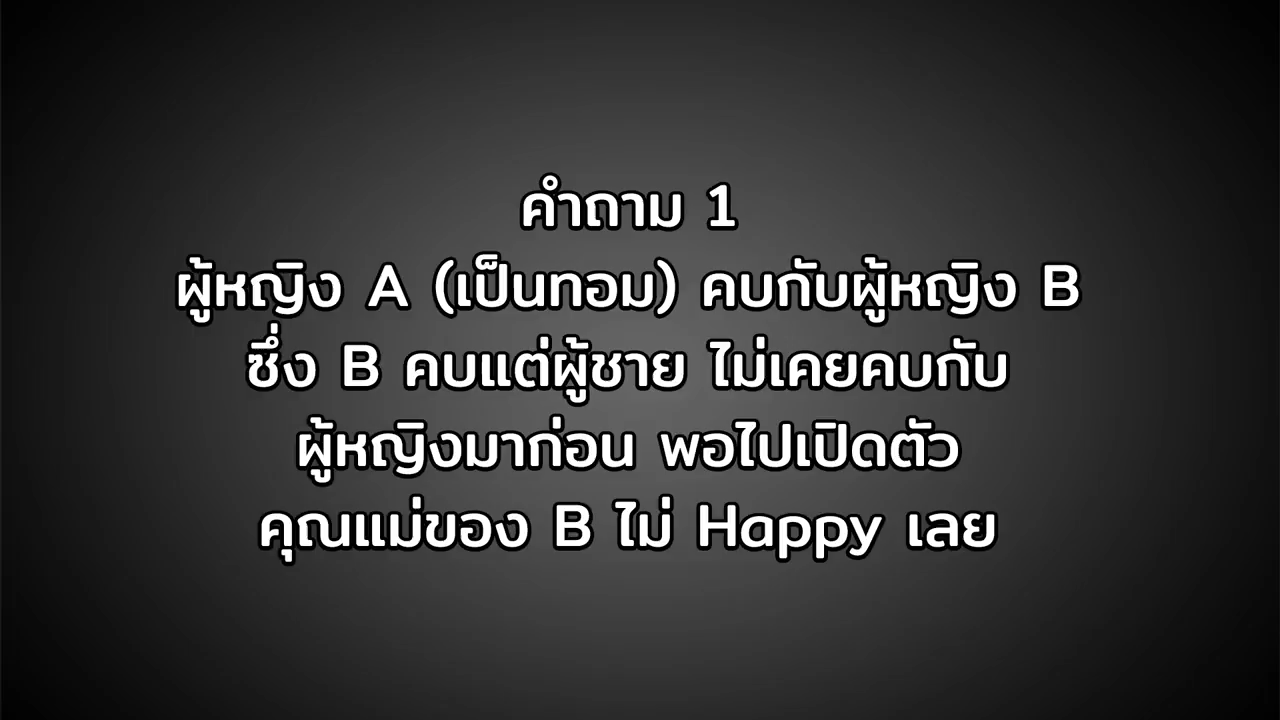 คำถาม 1
ผู้หญิง A (เป็นทอม) คบกับผู้หญิง B
ซึ่ง B คบแต่ผู้ชาย ไม่เคยคบกับ
ผู้หญิงมาก่อน พอไปเปิดตัว
คุณแม่ของ B ไม่ Happy เลย